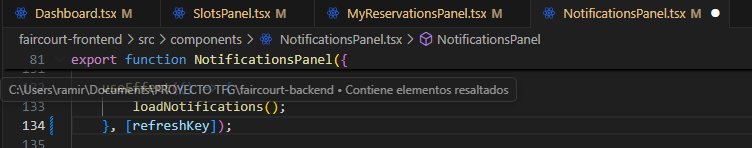 Dashboard.tsx M SlotsPanel.tsx M MyReservationsPanel.tsx M NotificationsPanel.tsx M
faircourt-frontend > src > components > NotificationsPanel.tsx > NotificationsPanel
81 export function NotificationsPanel({
C:\Users\ramir\Documents\PROYECTO TFG\faircourt-backend • Contiene elementos resaltados
133 loadNotifications();
134 }, [refreshKey]);